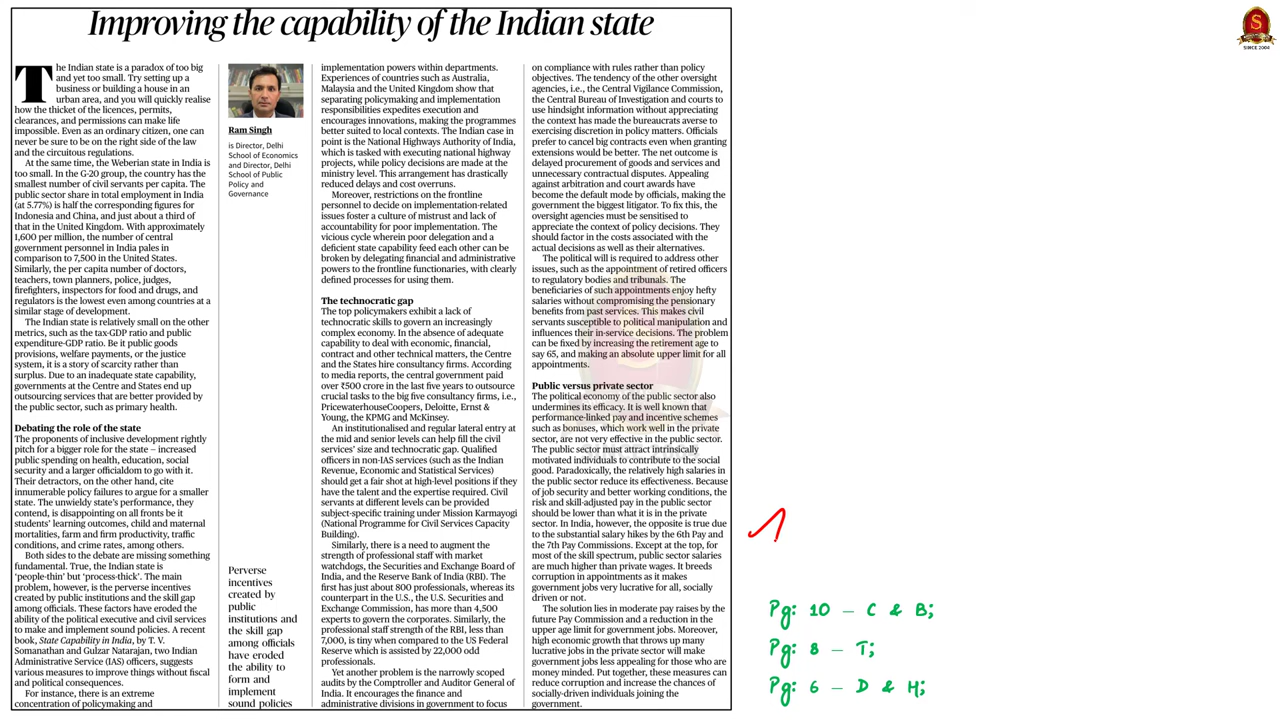 Improving the capability of the Indian state
The Indian state is a paradox of too big
and yet too small. Try setting up a
business or building a house in an
urban area, and you will quickly realise
how the thicket of the licences, permits,
clearances, and permissions can make life
impossible. Even as an ordinary citizen, one can
never be sure to be on the right side of the law
and the circuitous regulations.
At the same time, the Weberian state in India is
too small. In the G-20 group, the country has the
smallest number of civil servants per capita. The
public sector share in total employment in India
(at 5.77%) is half the corresponding figures for
Indonesia and China, and just about a third of
that in the United Kingdom. With approximately
1,600 per million, the number of central
government personnel in India pales in
comparison to 7,500 in the United States.
Similarly, the per capita number of doctors,
teachers, town planners, police, judges,
firefighters, inspectors for food and drugs, and
regulators is the lowest even among countries at a
similar stage of development.
The Indian state is relatively small on the other
metrics, such as the tax-GDP ratio and public
expenditure-GDP ratio. Be it public goods
provisions, welfare payments, or the justice
system, it is a story of scarcity rather than
surplus. Due to an inadequate state capability,
governments at the Centre and States end up
outsourcing services that are better provided by
the public sector, such as primary health.
Debating the role of the state
The proponents of inclusive development rightly
pitch for a bigger role for the state — increased
public spending on health, education, social
security and a larger officialdom to go with it.
Their detractors, on the other hand, cite
innumerable policy failures to argue for a smaller
state. The unwieldy state's performance, they
contend, is disappointing on all fronts be it
students' learning outcomes, child and maternal
mortalities, farm and firm productivity, traffic
conditions, and crime rates, among others.
Both sides to the debate are missing something
fundamental. True, the Indian state is
'people-thin' but 'process-thick'. The main
problem, however, is the perverse incentives
created by public institutions and the skill gap
among officials. These factors have eroded the
ability of the political executive and civil services
to make and implement sound policies. A recent
book, State Capability in India, by T. V.
Somanathan and Gulzar Natarajan, two Indian
Administrative Service (IAS) officers, suggests
various measures to improve things without fiscal
and political consequences.
For instance, there is an extreme
concentration of policymaking and
Ram Singh
is Director, Delhi
School of Economics
and Director, Delhi
School of Public
Policy and
Governance
Perverse
incentives
created by
public
institutions and
the skill gap
among officials
have eroded
the ability to
form and
implement
sound policies
implementation powers within departments.
Experiences of countries such as Australia,
Malaysia and the United Kingdom show that
separating policymaking and implementation
responsibilities expedites execution and
encourages innovations, making the programmes
better suited to local contexts. The Indian case in
point is the National Highways Authority of India,
which is tasked with executing national highway
projects, while policy decisions are made at the
ministry level. This arrangement has drastically
reduced delays and cost overruns.
Moreover, restrictions on the frontline
personnel to decide on implementation-related
issues foster a culture of mistrust and lack of
accountability for poor implementation. The
vicious cycle wherein poor delegation and a
deficient state capability feed each other can be
broken by delegating financial and administrative
powers to the frontline functionaries, with clearly
defined processes for using them.
The technocratic gap
The top policymakers exhibit a lack of
technocratic skills to govern an increasingly
complex economy. In the absence of adequate
capability to deal with economic, financial,
contract and other technical matters, the Centre
and the States hire consultancy firms. According
to media reports, the central government paid
over ₹500 crore in the last five years to outsource
crucial tasks to the big five consultancy firms, i.e.,
PricewaterhouseCoopers, Deloitte, Ernst &
Young, the KPMG and McKinsey.
An institutionalised and regular lateral entry at
the mid and senior levels can help fill the civil
services' size and technocratic gap. Qualified
officers in non-IAS services (such as the Indian
Revenue, Economic and Statistical Services)
should get a fair shot at high-level positions if they
have the talent and the expertise required. Civil
servants at different levels can be provided
subject-specific training under Mission Karmayogi
(National Programme for Civil Services Capacity
Building).
Similarly, there is a need to augment the
strength of professional staff with market
watchdogs, the Securities and Exchange Board of
India, and the Reserve Bank of India (RBI). The
first has just about 800 professionals, whereas its
counterpart in the U.S., the U.S. Securities and
Exchange Commission, has more than 4,500
experts to govern the corporates. Similarly, the
professional staff strength of the RBI, less than
7,000, is tiny when compared to the US Federal
Reserve which is assisted by 22,000 odd
professionals.
Yet another problem is the narrowly scoped
audits by the Comptroller and Auditor General of
India. It encourages the finance and
administrative divisions in government to focus
on compliance with rules rather than policy
objectives. The tendency of the other oversight
agencies, i.e., the Central Vigilance Commission,
the Central Bureau of Investigation and courts to
use hindsight information without appreciating
the context has made the bureaucrats averse to
exercising discretion in policy matters. Officials
prefer to cancel big contracts even when granting
extensions would be better. The net outcome is
delayed procurement of goods and services and
unnecessary contractual disputes. Appealing
against arbitration and court awards have
become the default mode by officials, making the
government the biggest litigator. To fix this, the
oversight agencies must be sensitised to
appreciate the context of policy decisions. They
should factor in the costs associated with the
actual decisions as well as their alternatives.
The political will is required to address other
issues, such as the appointment of retired officers
to regulatory bodies and tribunals. The
beneficiaries of such appointments enjoy hefty
salaries without compromising the pensionary
benefits from past services. This makes civil
servants susceptible to political manipulation and
influences their in-service decisions. The problem
can be fixed by increasing the retirement age to
say 65, and making an absolute upper limit for all
appointments.
Public versus private sector
The political economy of the public sector also
undermines its efficacy. It is well known that
performance-linked pay and incentive schemes
such as bonuses, which work well in the private
sector, are not very effective in the public sector.
The public sector must attract intrinsically
motivated individuals to contribute to the social
good. Paradoxically, the relatively high salaries in
the public sector reduce its effectiveness. Because
of job security and better working conditions, the
risk and skill-adjusted pay in the public sector
should be lower than what it is in the private
sector. In India, however, the opposite is true due
to the substantial salary hikes by the 6th Pay and
the 7th Pay Commissions. Except at the top, for
most of the skill spectrum, public sector salaries
are much higher than private wages. It breeds
corruption in appointments as it makes
government jobs very lucrative for all, socially
driven or not.
The solution lies in moderate pay raises by the
future Pay Commission and a reduction in the
upper age limit for government jobs. Moreover,
high economic growth that throws up many
lucrative jobs in the private sector will make
government jobs less appealing for those who are
money minded. Put together, these measures can
reduce corruption and increase the chances of
socially-driven individuals joining the
government.
S
SINCE 2004
Pg: 10 – C & B;
Pg: 8 – T;
Pg: 6 – D & H;